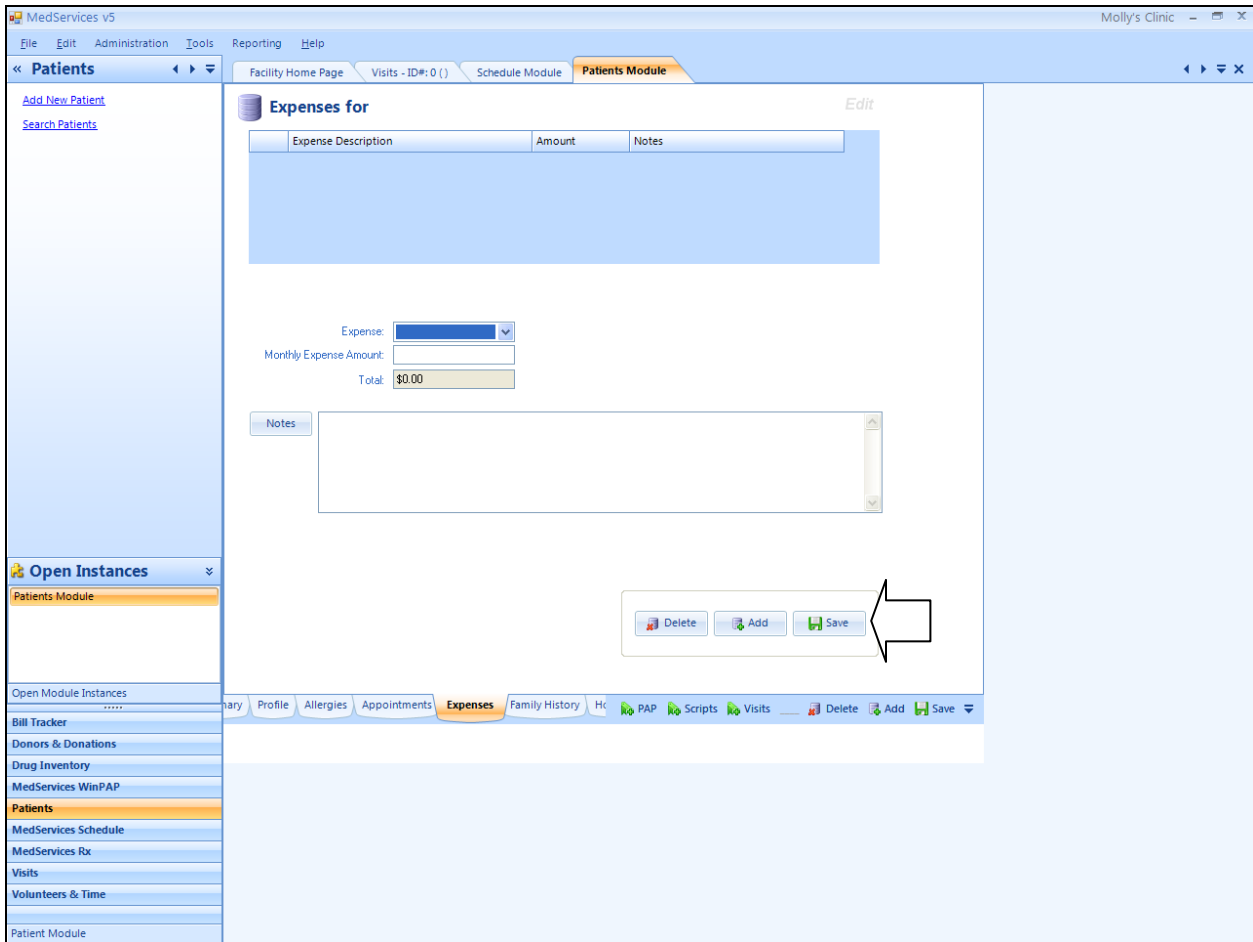 MedServices v5
Molly's Clinic
File Edit Administration Tools Reporting Help
« Patients
Facility Home Page Visits - ID#: 0 ( ) Schedule Module Patients Module
Add New Patient
Search Patients
Expenses for
Edit
Expense Description Amount Notes
Expense:
Monthly Expense Amount:
Total: $0.00
Notes
Open Instances
Patients Module
Delete Add Save
Open Module Instances
nary Profile Allergies Appointments Expenses Family History Ho PAP Scripts Visits ___ Delete Add Save
Bill Tracker
Donors & Donations
Drug Inventory
MedServices WinPAP
Patients
MedServices Schedule
MedServices Rx
Visits
Volunteers & Time
Patient Module